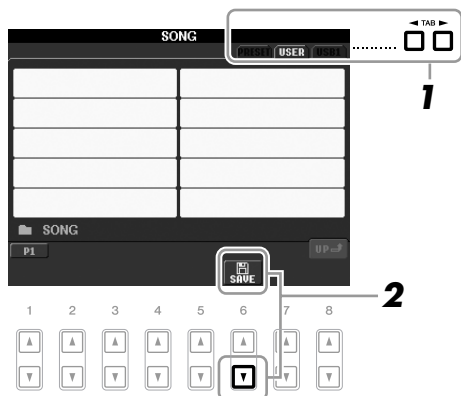 SONG
◄ TAB ►
PRESET USER USB1
1
SONG
P1
UP
SAVE
2
1 2 3 4 5 6 7 8